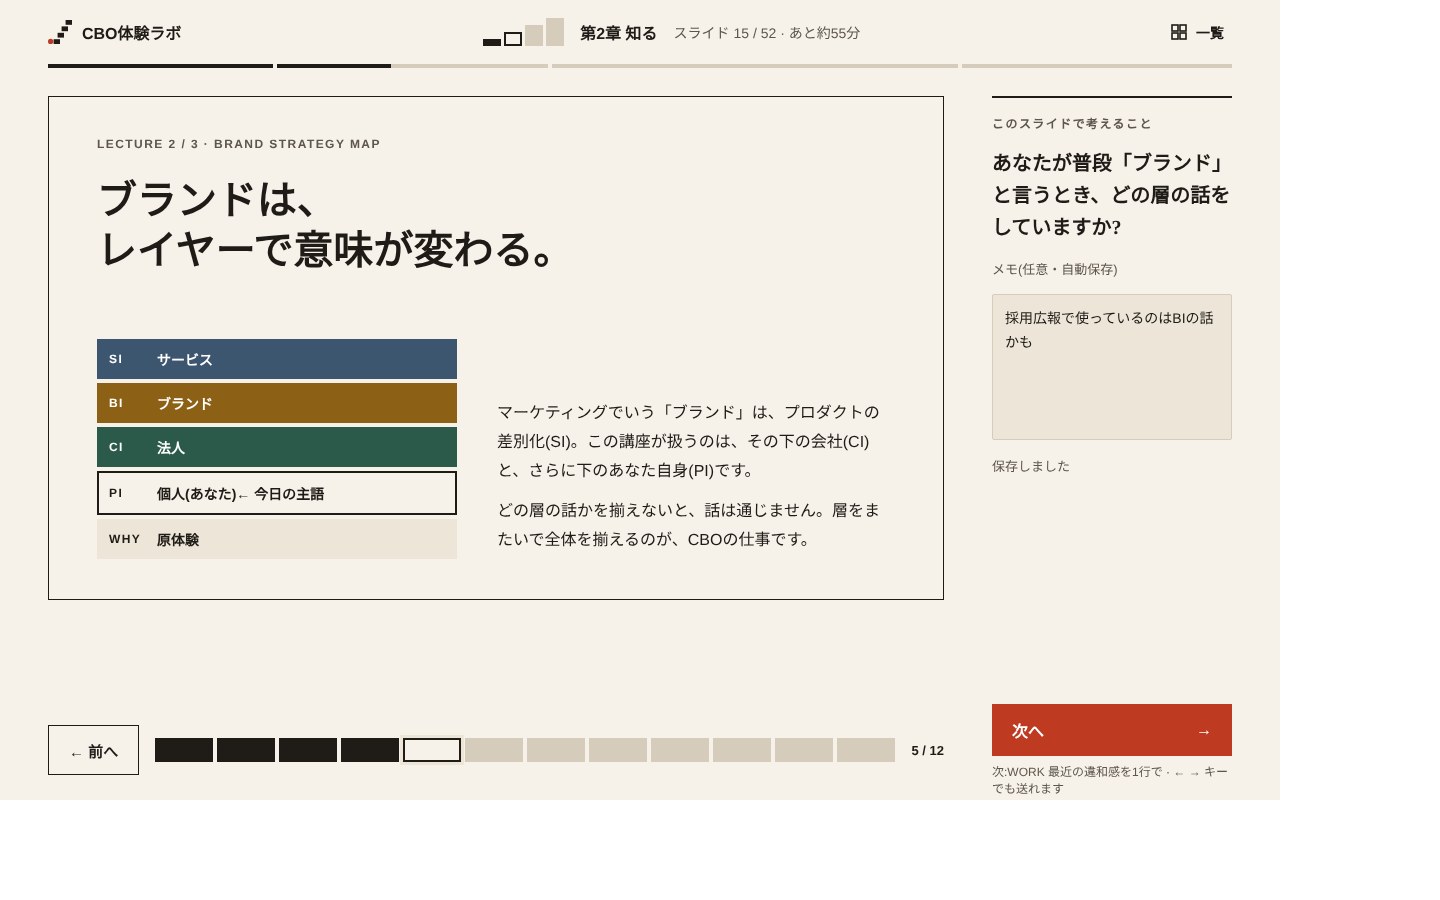 CBO体験ラボ
第2章 知る
スライド 15 / 52 · あと約55分
一覧
LECTURE 2 / 3 · BRAND STRATEGY MAP
ブランドは、
レイヤーで意味が変わる。
SI サービス
BI ブランド
CI 法人
PI 個人(あなた)← 今日の主語
WHY 原体験
マーケティングでいう「ブランド」は、プロダクトの
差別化(SI)。この講座が扱うのは、その下の会社(CI)
と、さらに下のあなた自身(PI)です。
どの層の話かを揃えないと、話は通じません。層をま
たいで全体を揃えるのが、CBOの仕事です。
このスライドで考えること
あなたが普段「ブランド」
と言うとき、どの層の話を
していますか?
メモ(任意・自動保存)
採用広報で使っているのはBIの話
かも
保存しました
← 前へ
5 / 12
次へ →
次:WORK 最近の違和感を1行で · ← → キー
でも送れます